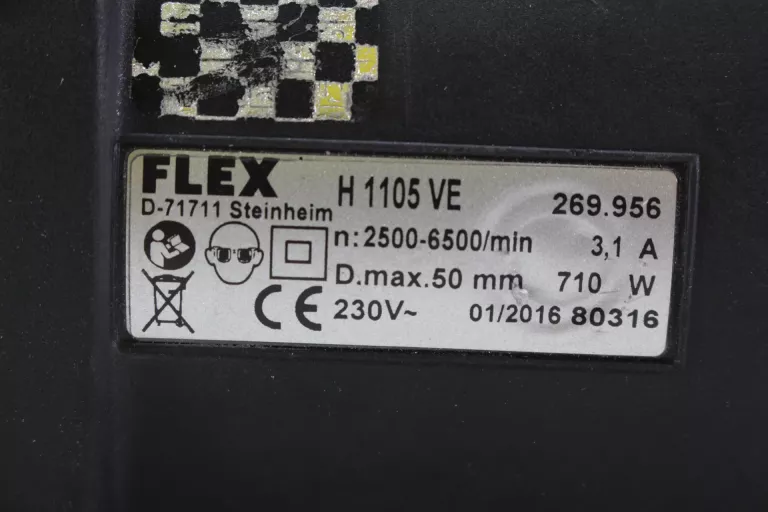 FLEX H 1105 VE 269.956
D-71711 Steinheim
n: 2500-6500/min 3,1 A
D.max.50 mm 710 W
CE 230V~ 01/2016 80316